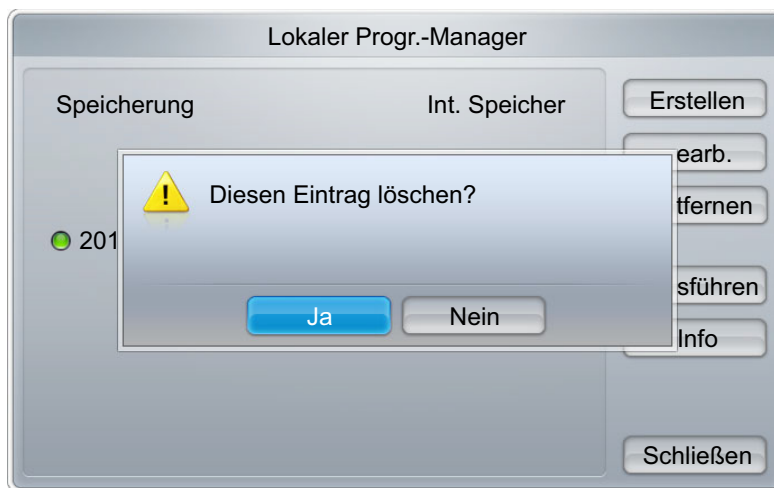 Lokaler Progr.-Manager
Speicherung Int. Speicher
Erstellen
earb.
Diesen Eintrag löschen?
tfernen
201
sführen
Ja Nein
Info
Schließen